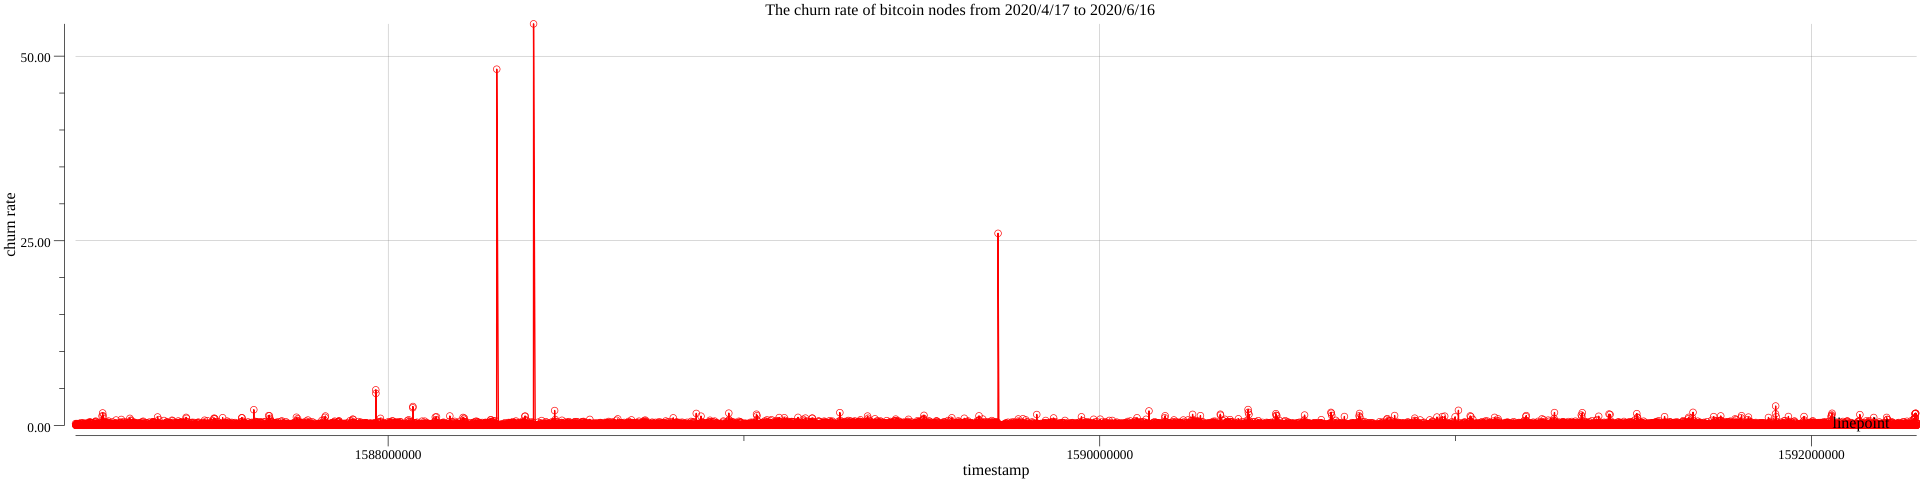 The churn rate of bitcoin nodes from 2020/4/17 to 2020/6/16
50.00
25.00
0.00
churn rate
linepoint
1588000000
1590000000
1592000000
timestamp